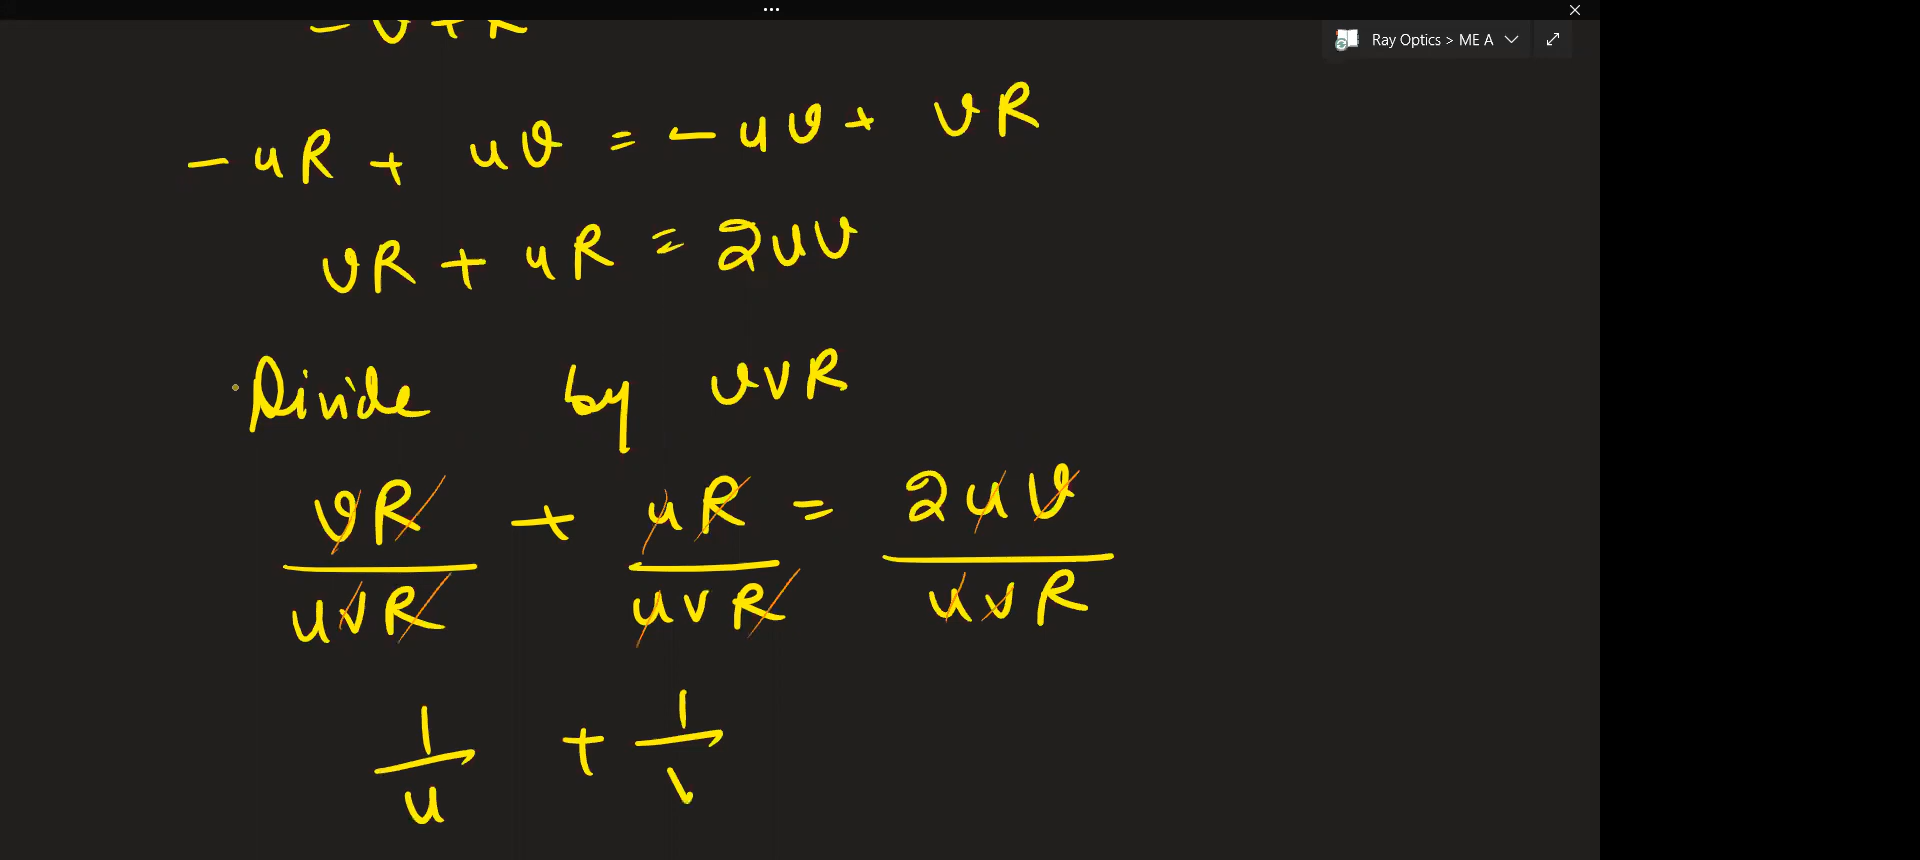 Ray Optics > ME A
- v + R
- uR + uv = - uv + vR
vR + uR = 2uv
Divide by uvR
vR/uvR + uR/uvR = 2uv/uvR
1/u + 1/v